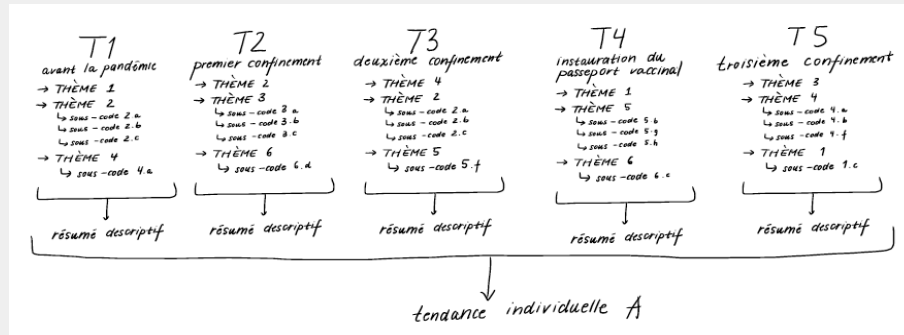 T1
avant la pandémie
→ THÈME 1
→ THÈME 2
↳ sous-code 2.a
↳ sous-code 2.b
↳ sous-code 2.c
→ THÈME 4
↳ sous-code 4.a
résumé descriptif
T2
premier confinement
→ THÈME 2
→ THÈME 3
↳ sous-code 3.a
↳ sous-code 3.b
↳ sous-code 3.c
→ THÈME 6
↳ sous-code 6.d
résumé descriptif
T3
deuxième confinement
→ THÈME 4
→ THÈME 2
↳ sous-code 2.a
↳ sous-code 2.b
↳ sous-code 2.c
→ THÈME 5
↳ sous-code 5.f
résumé descriptif
T4
instauration du
passeport vaccinal
→ THÈME 1
→ THÈME 5
↳ sous-code 5.b
↳ sous-code 5.g
↳ sous-code 5.h
→ THÈME 6
↳ sous-code 6.c
résumé descriptif
T5
troisième confinement
→ THÈME 3
→ THÈME 4
↳ sous-code 4.a
↳ sous-code 4.b
↳ sous-code 4.f
→ THÈME 1
↳ sous-code 1.c
résumé descriptif
tendance individuelle A